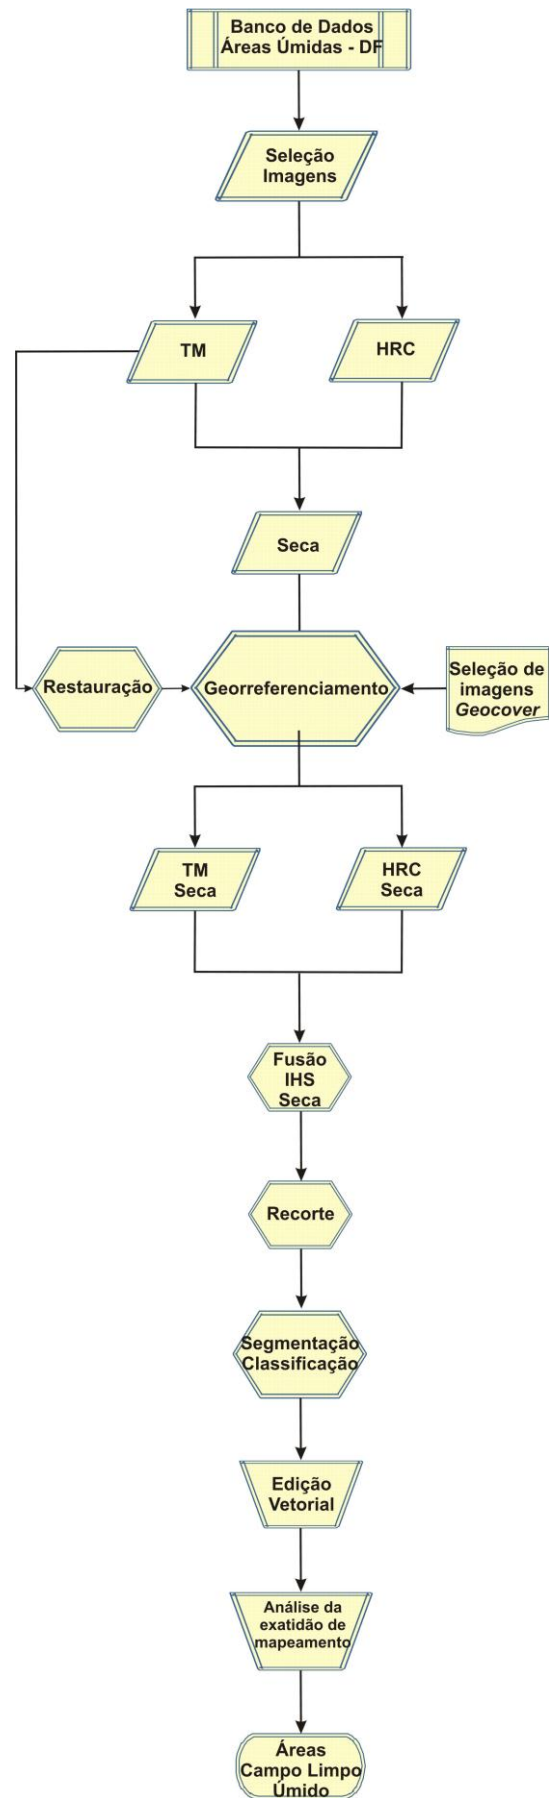 Banco de Dados
Áreas Úmidas - DF
Seleção
Imagens
TM
HRC
Seca
Restauração
Georreferenciamento
Seleção de
imagens
Geocover
TM
Seca
HRC
Seca
Fusão
IHS
Seca
Recorte
Segmentação
Classificação
Edição
Vetorial
Análise da
exatidão de
mapeamento
Áreas
Campo Limpo
Úmido